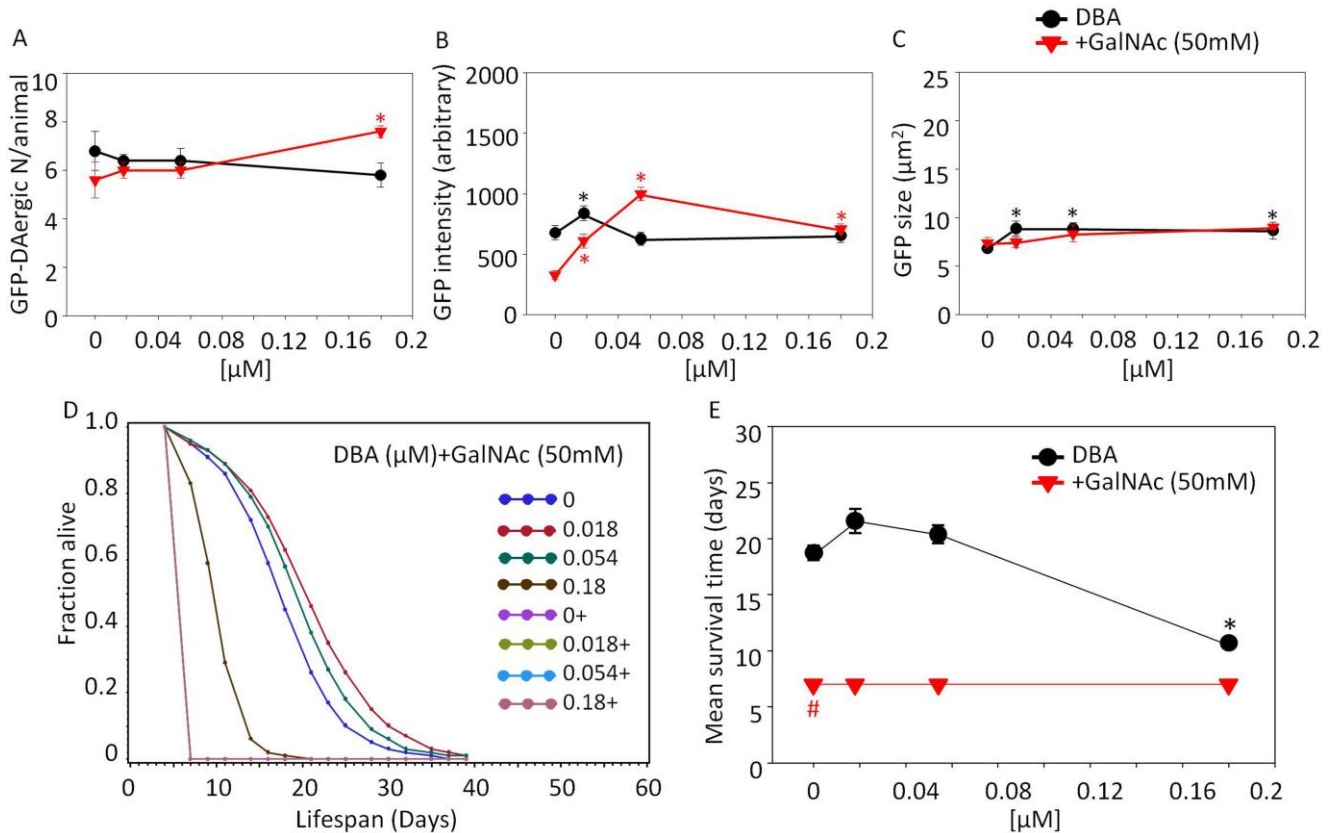 DBA
+GalNAc (50mM)
A
GFP-DAergic N/animal
10
8
6
4
2
0
0 0.04 0.08 0.12 0.16 0.2
[µM]
B
GFP intensity (arbitrary)
2000
1500
1000
500
0
* * * *
0 0.04 0.08 0.12 0.16 0.2
[µM]
C
GFP size (µm²)
25
20
15
10
5
0
* * *
0 0.04 0.08 0.12 0.16 0.2
[µM]
*
D
Fraction alive
1.0
0.8
0.6
0.4
0.2
0
DBA (µM)+GalNAc (50mM)
0
0.018
0.054
0.18
0+
0.018+
0.054+
0.18+
0 10 20 30 40 50 60
Lifespan (Days)
E
Mean survival time (days)
30
25
20
15
10
5
0
DBA
+GalNAc (50mM)
*
#
0 0.04 0.08 0.12 0.16 0.2
[µM]